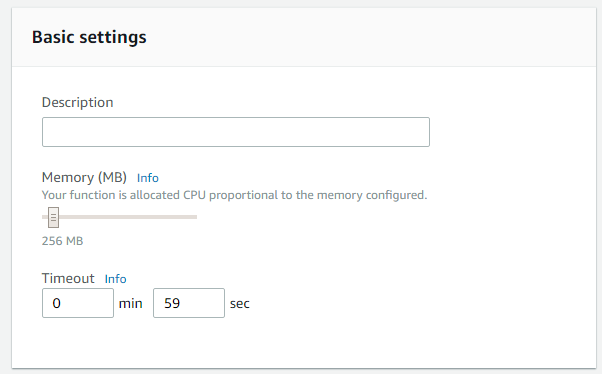 Basic settings
Description
Memory (MB) Info
Your function is allocated CPU proportional to the memory configured.
256 MB
Timeout Info
0 min 59 sec